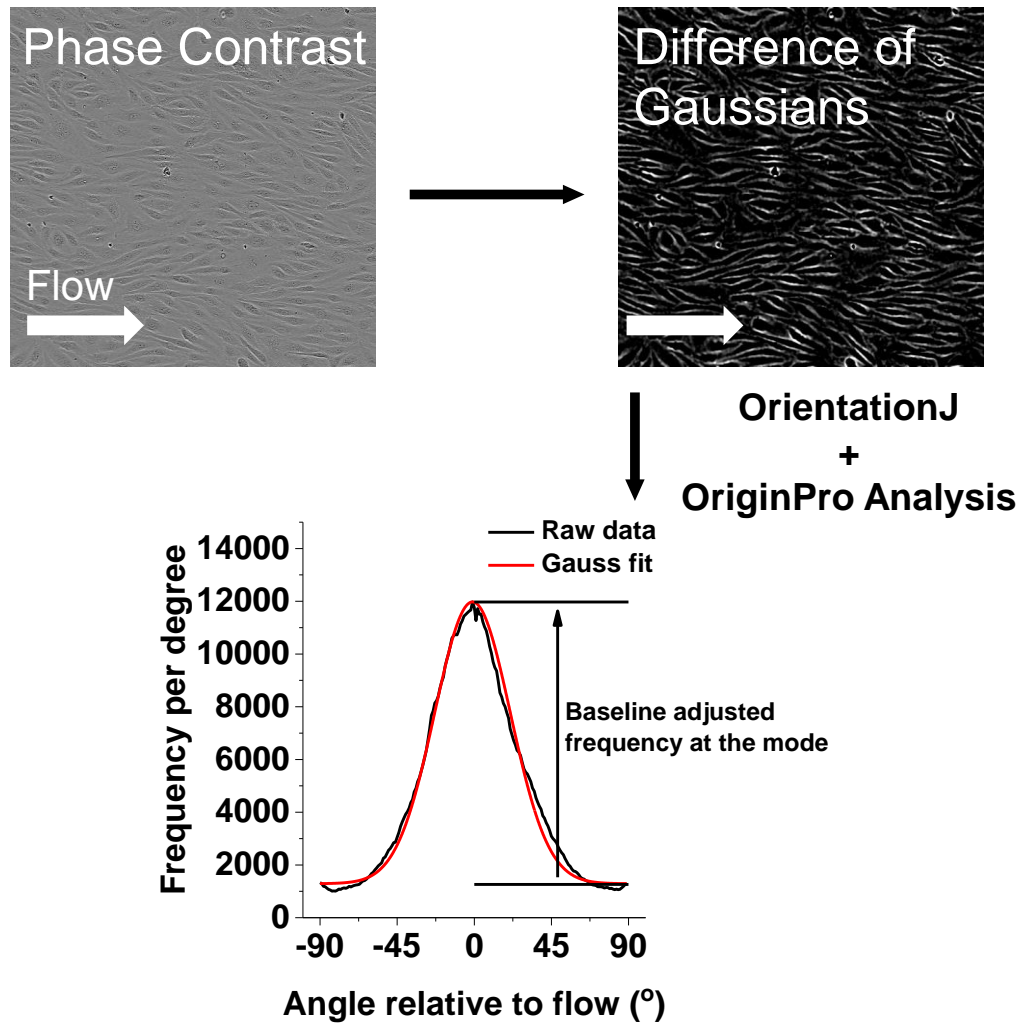 Phase Contrast
Flow
Difference of
Gaussians
OrientationJ
+
OriginPro Analysis
Raw data
Gauss fit
14000
12000
10000
8000
6000
4000
2000
0
Frequency per degree
Baseline adjusted
frequency at the mode
-90 -45 0 45 90
Angle relative to flow (º)